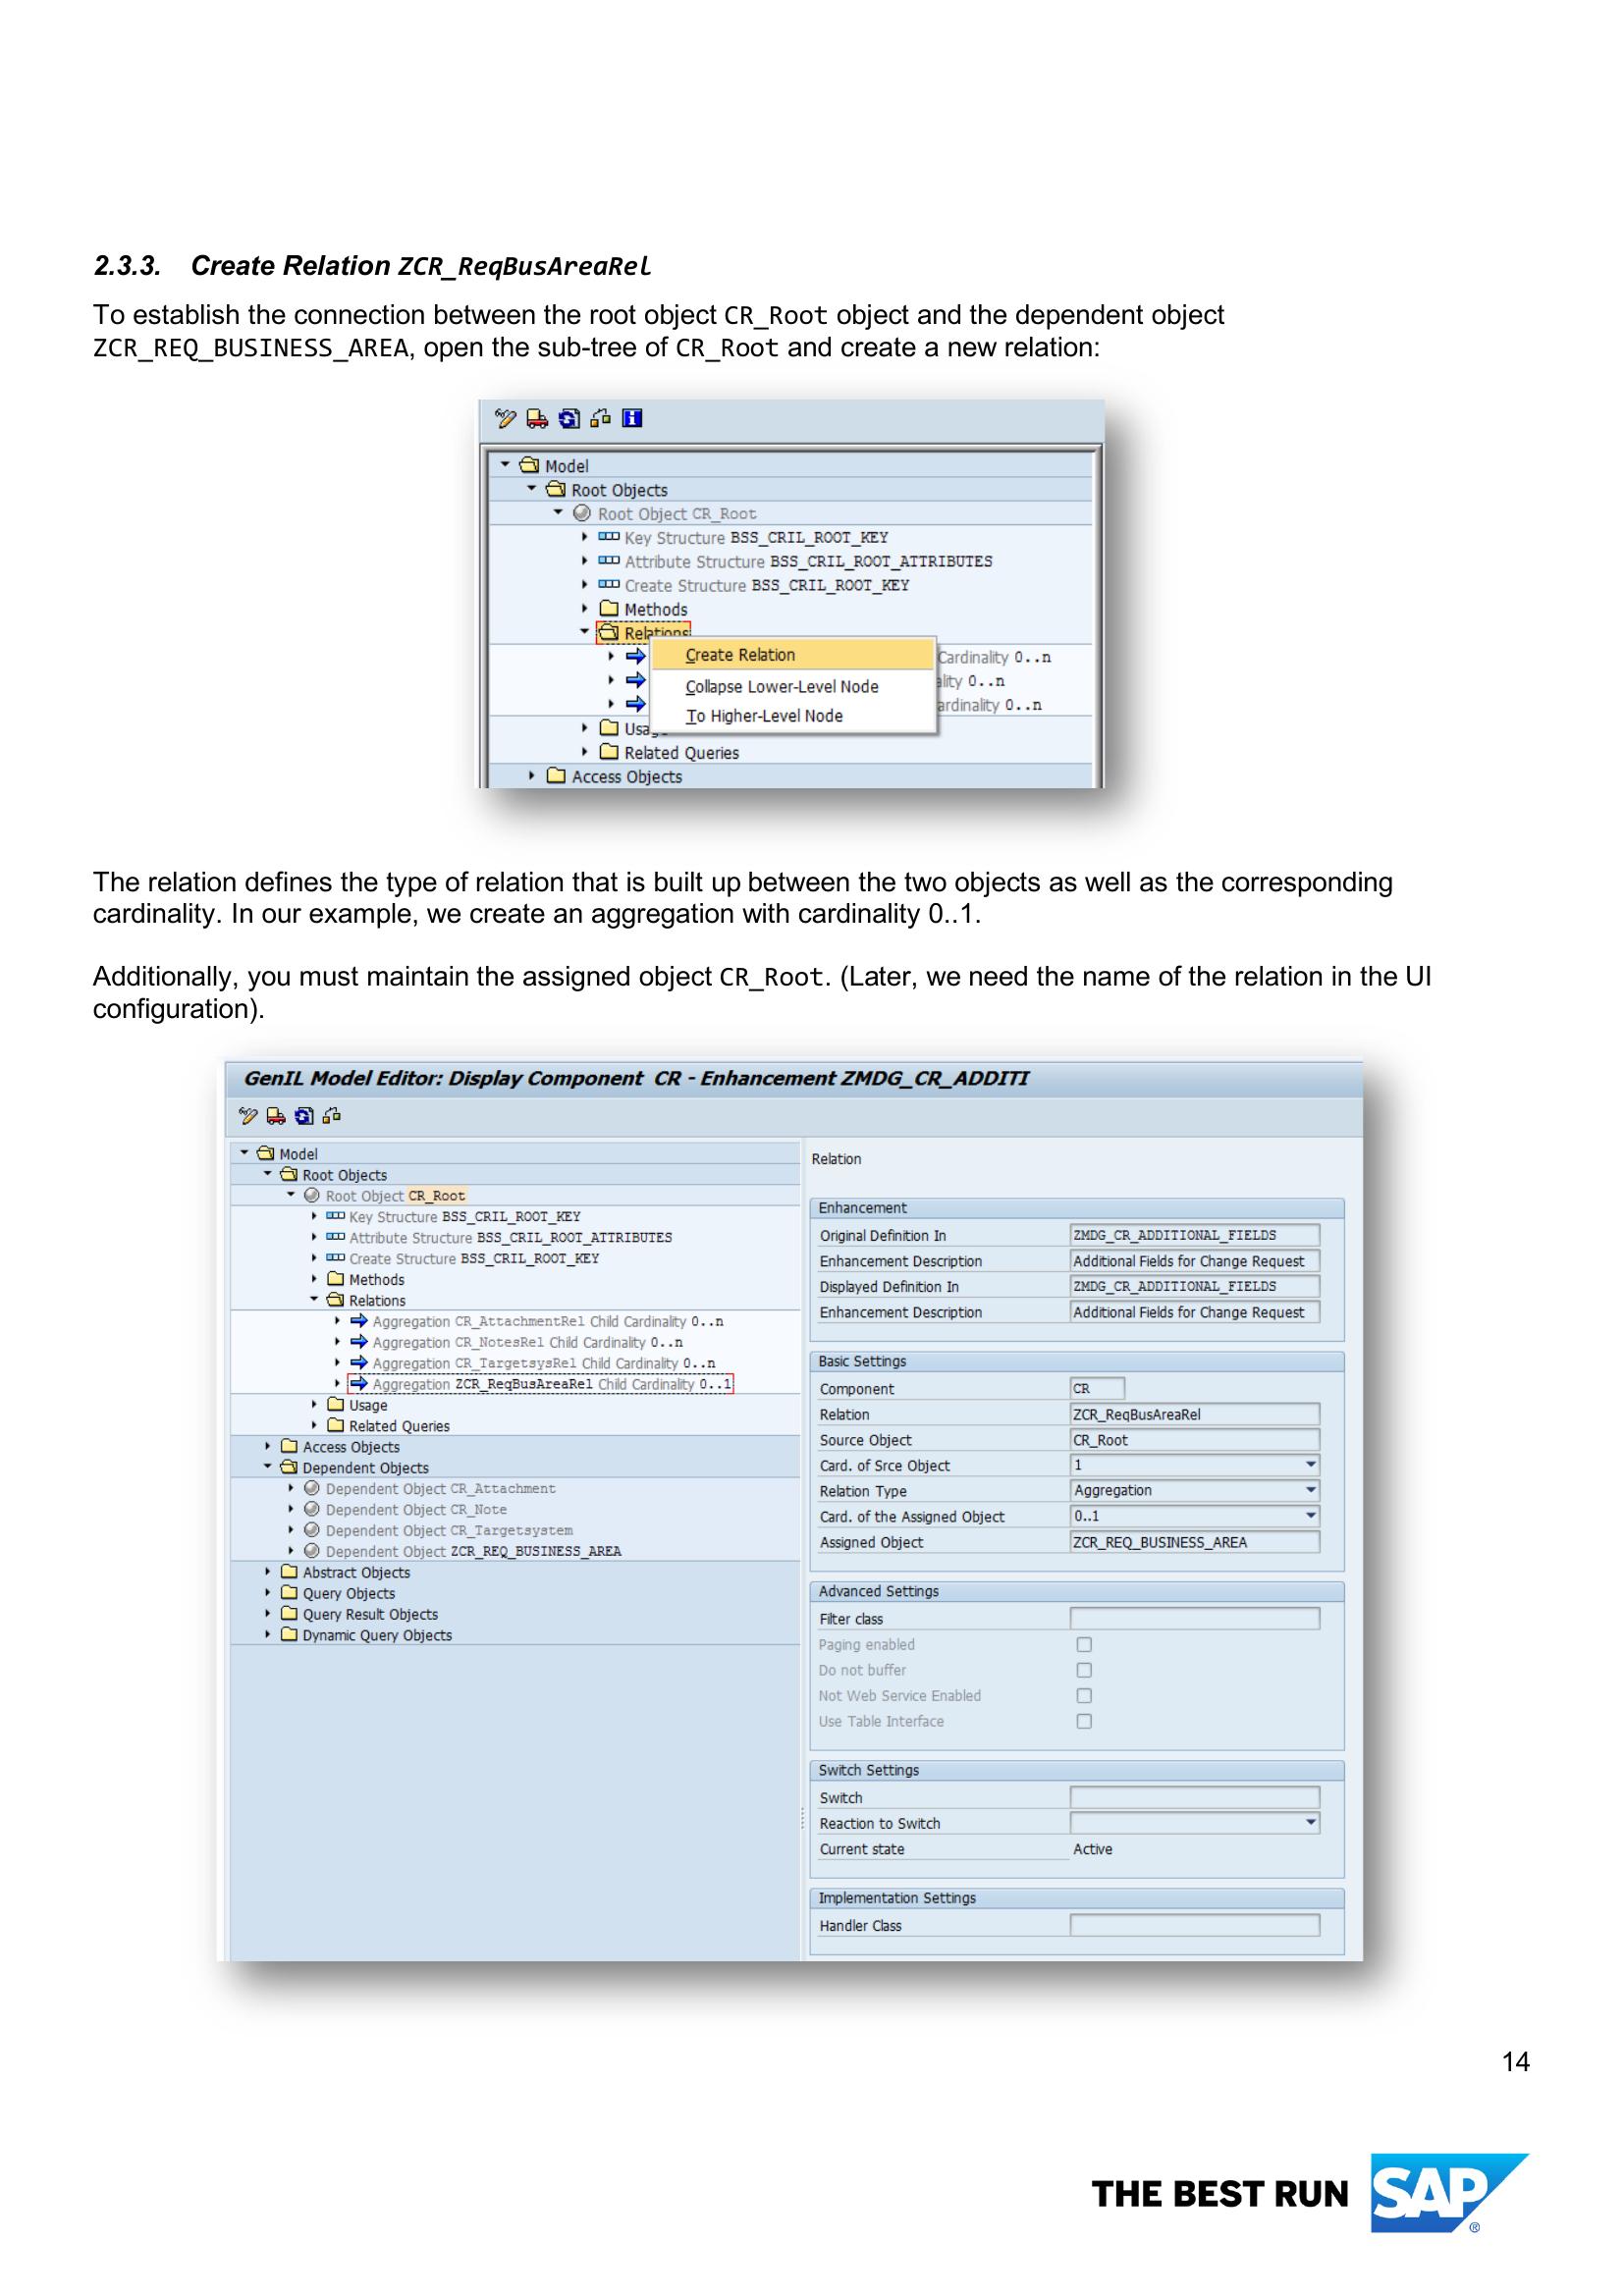 2.3.3. Create Relation ZCR_ReqBusAreaRel
To establish the connection between the root object CR_Root object and the dependent object
ZCR_REQ_BUSINESS_AREA, open the sub-tree of CR_Root and create a new relation:
Model
Root Objects
Root Object CR_Root
Key Structure BSS_CRIL_ROOT_KEY
Attribute Structure BSS_CRIL_ROOT_ATTRIBUTES
Create Structure BSS_CRIL_ROOT_KEY
Methods
Relations
Create Relation
Cardinality 0..n
Collapse Lower-Level Node
ality 0..n
ardinality 0..n
To Higher-Level Node
Usag
Related Queries
Access Objects
The relation defines the type of relation that is built up between the two objects as well as the corresponding
cardinality. In our example, we create an aggregation with cardinality 0..1.
Additionally, you must maintain the assigned object CR_Root. (Later, we need the name of the relation in the UI
configuration).
GenIL Model Editor: Display Component CR - Enhancement ZMDG_CR_ADDITI
Model
Root Objects
Root Object CR_Root
Key Structure BSS_CRIL_ROOT_KEY
Attribute Structure BSS_CRIL_ROOT_ATTRIBUTES
Create Structure BSS_CRIL_ROOT_KEY
Methods
Relations
Aggregation CR_AttachmentRel Child Cardinality 0..n
Aggregation CR_NotesRel Child Cardinality 0..n
Aggregation CR_TargetsysRel Child Cardinality 0..n
Aggregation ZCR_ReqBusAreaRel Child Cardinality 0..1
Usage
Related Queries
Access Objects
Dependent Objects
Dependent Object CR_Attachment
Dependent Object CR_Note
Dependent Object CR_Targetsystem
Dependent Object ZCR_REQ_BUSINESS_AREA
Abstract Objects
Query Objects
Query Result Objects
Dynamic Query Objects
Relation
Enhancement
Original Definition In ZMDG_CR_ADDITIONAL_FIELDS
Enhancement Description Additional Fields for Change Request
Displayed Definition In ZMDG_CR_ADDITIONAL_FIELDS
Enhancement Description Additional Fields for Change Request
Basic Settings
Component CR
Relation ZCR_ReqBusAreaRel
Source Object CR_Root
Card. of Srce Object 1
Relation Type Aggregation
Card. of the Assigned Object 0..1
Assigned Object ZCR_REQ_BUSINESS_AREA
Advanced Settings
Filter class
Paging enabled
Do not buffer
Not Web Service Enabled
Use Table Interface
Switch Settings
Switch
Reaction to Switch
Current state Active
Implementation Settings
Handler Class
14
THE BEST RUN SAP ®